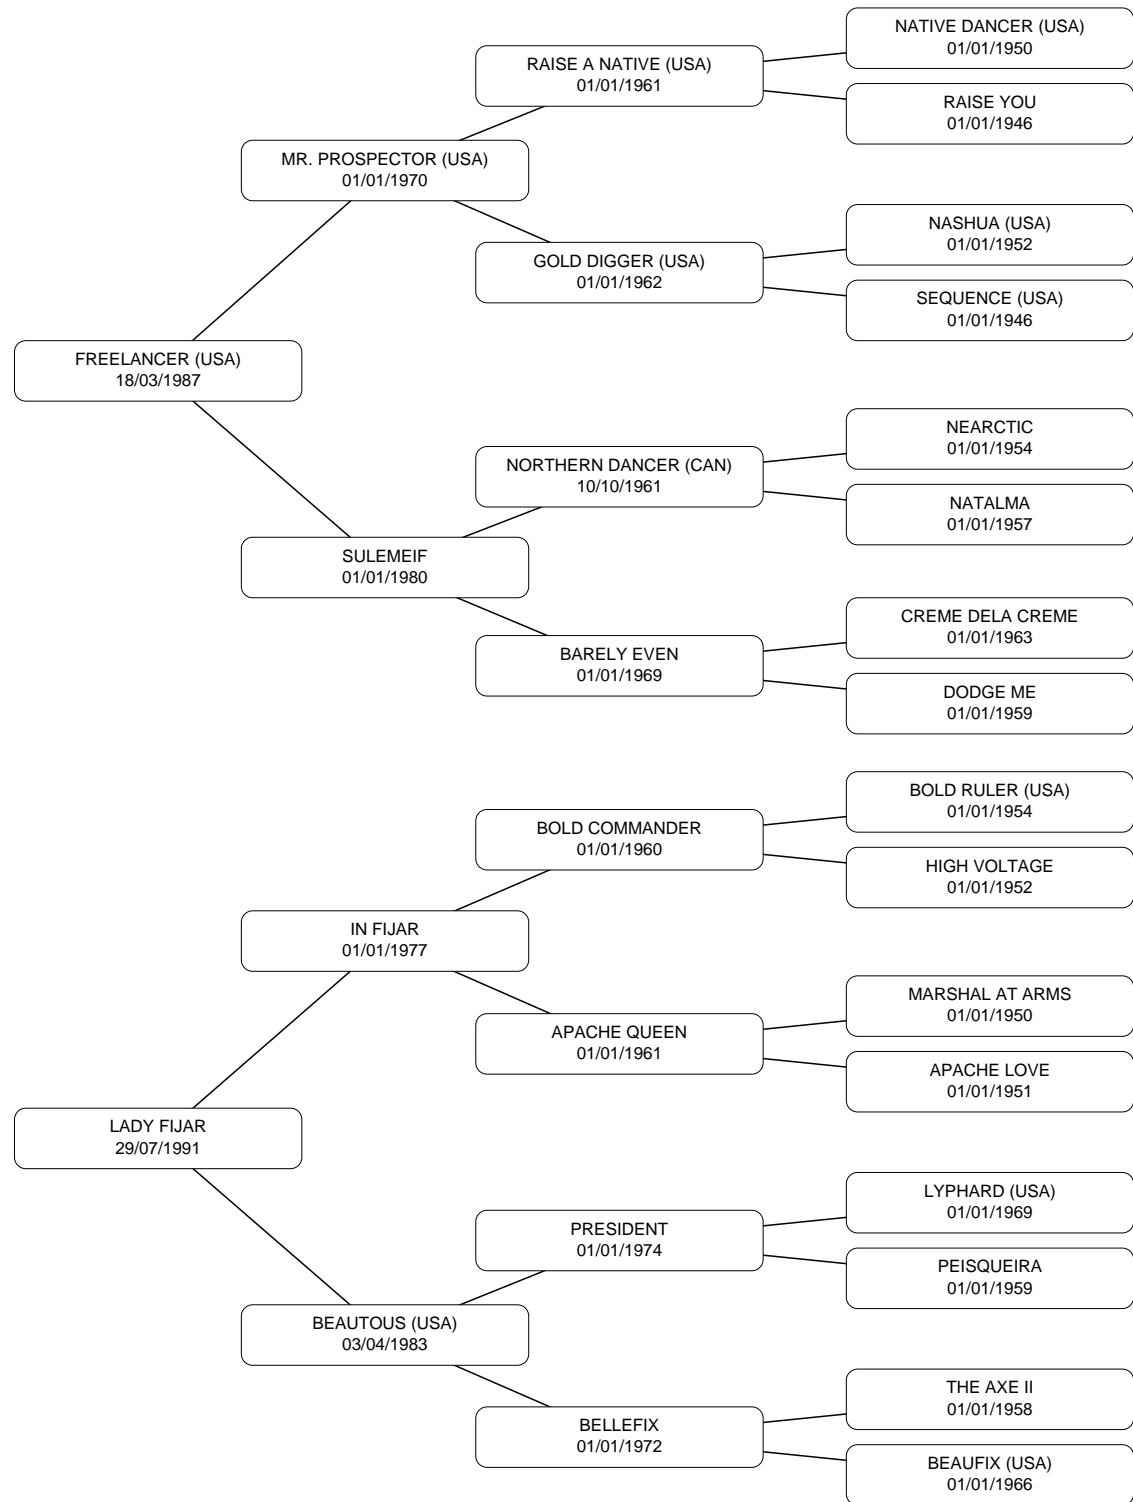 NATIVE DANCER (USA)
01/01/1950
RAISE A NATIVE (USA)
01/01/1961
RAISE YOU
01/01/1946
MR. PROSPECTOR (USA)
01/01/1970
NASHUA (USA)
01/01/1952
GOLD DIGGER (USA)
01/01/1962
SEQUENCE (USA)
01/01/1946
FREELANCER (USA)
18/03/1987
NEARCTIC
01/01/1954
NORTHERN DANCER (CAN)
10/10/1961
NATALMA
01/01/1957
SULEMEIF
01/01/1980
CREME DELA CREME
01/01/1963
BARELY EVEN
01/01/1969
DODGE ME
01/01/1959
BOLD RULER (USA)
01/01/1954
BOLD COMMANDER
01/01/1960
HIGH VOLTAGE
01/01/1952
IN FIJAR
01/01/1977
MARSHAL AT ARMS
01/01/1950
APACHE QUEEN
01/01/1961
APACHE LOVE
01/01/1951
LADY FIJAR
29/07/1991
LYPHARD (USA)
01/01/1969
PRESIDENT
01/01/1974
PEISQUEIRA
01/01/1959
BEAUTOUS (USA)
03/04/1983
THE AXE II
01/01/1958
BELLEFIX
01/01/1972
BEAUFIX (USA)
01/01/1966